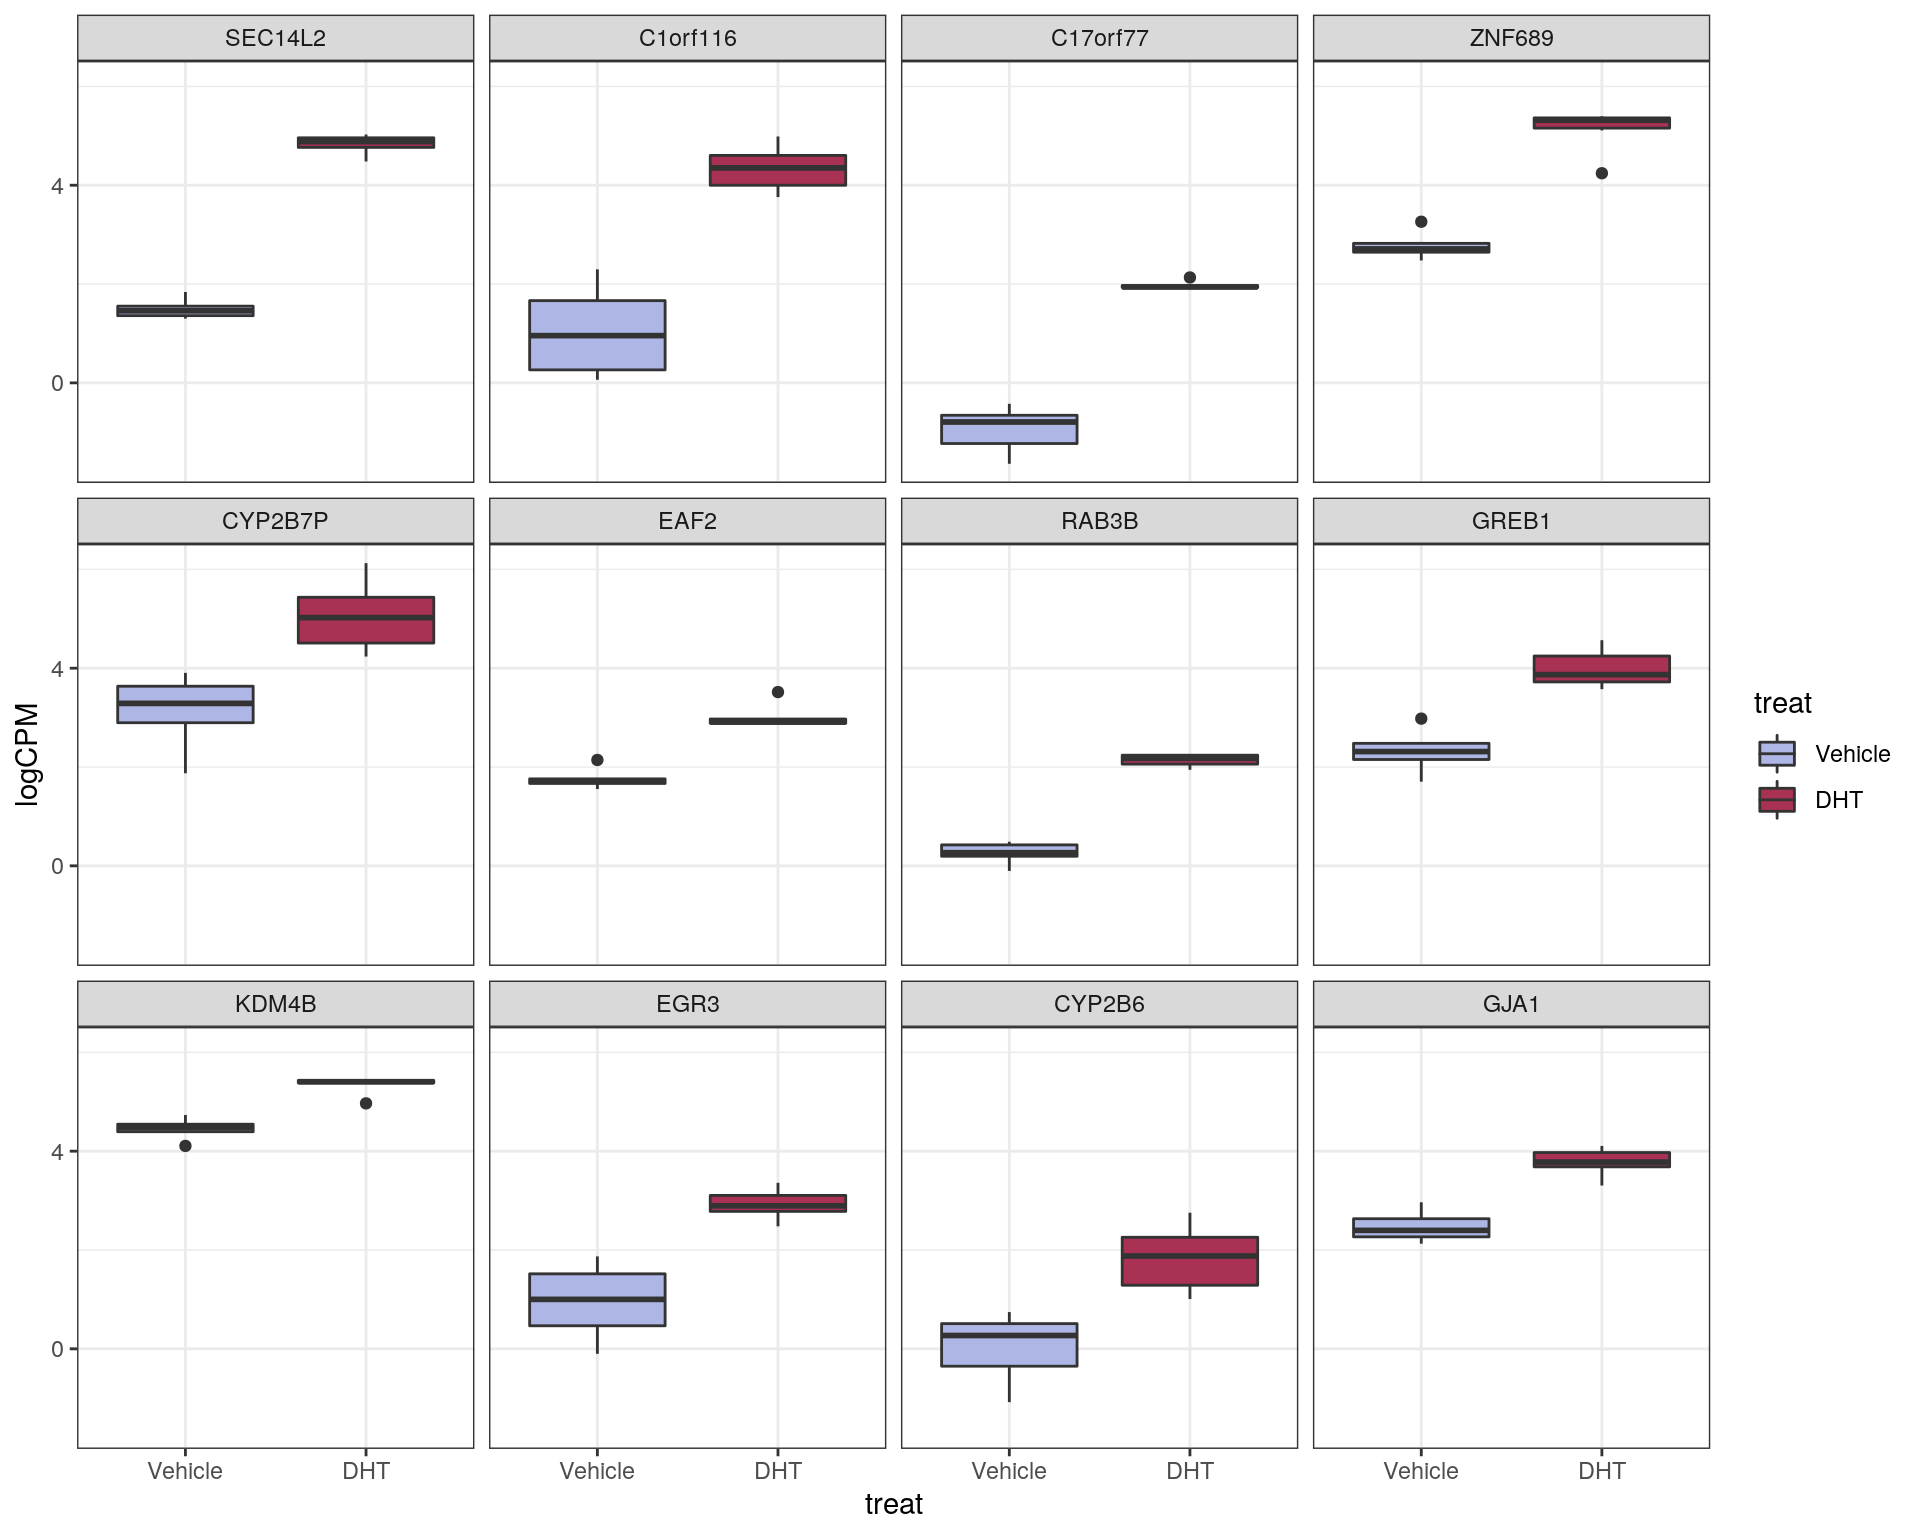 SEC14L2 C1orf116 C17orf77 ZNF689
4
0
CYP2B7P EAF2 RAB3B GREB1
4
0
logCPM
KDM4B EGR3 CYP2B6 GJA1
4
0
Vehicle DHT Vehicle DHT Vehicle DHT Vehicle DHT
treat
treat
Vehicle
DHT